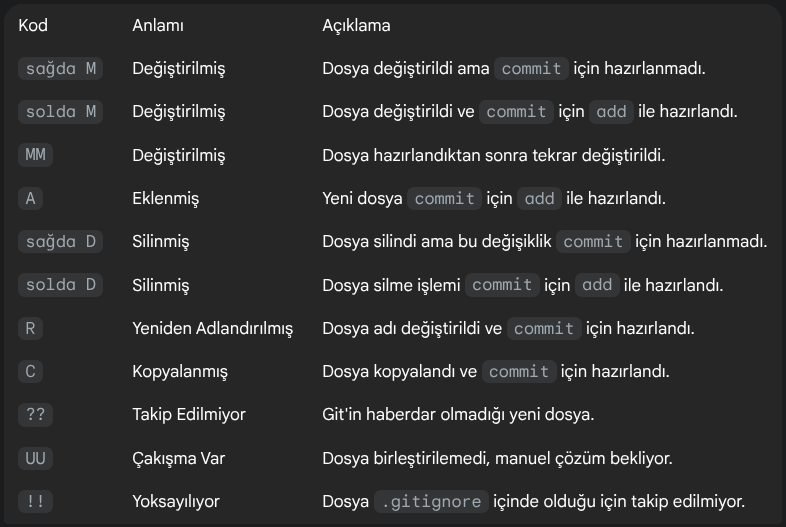 Kod Anlamı Açıklama
sağda M Değiştirilmiş Dosya değiştirildi ama commit için hazırlanmadı.
solda M Değiştirilmiş Dosya değiştirildi ve commit için add ile hazırlandı.
MM Değiştirilmiş Dosya hazırlandıktan sonra tekrar değiştirildi.
A Eklenmiş Yeni dosya commit için add ile hazırlandı.
sağda D Silinmiş Dosya silindi ama bu değişiklik commit için hazırlanmadı.
solda D Silinmiş Dosya silme işlemi commit için add ile hazırlandı.
R Yeniden Adlandırılmış Dosya adı değiştirildi ve commit için hazırlandı.
C Kopyalanmış Dosya kopyalandı ve commit için hazırlandı.
?? Takip Edilmiyor Git'in haberdar olmadığı yeni dosya.
UU Çakışma Var Dosya birleştirilemedi, manuel çözüm bekliyor.
!! Yoksayılıyor Dosya .gitignore içinde olduğu için takip edilmiyor.